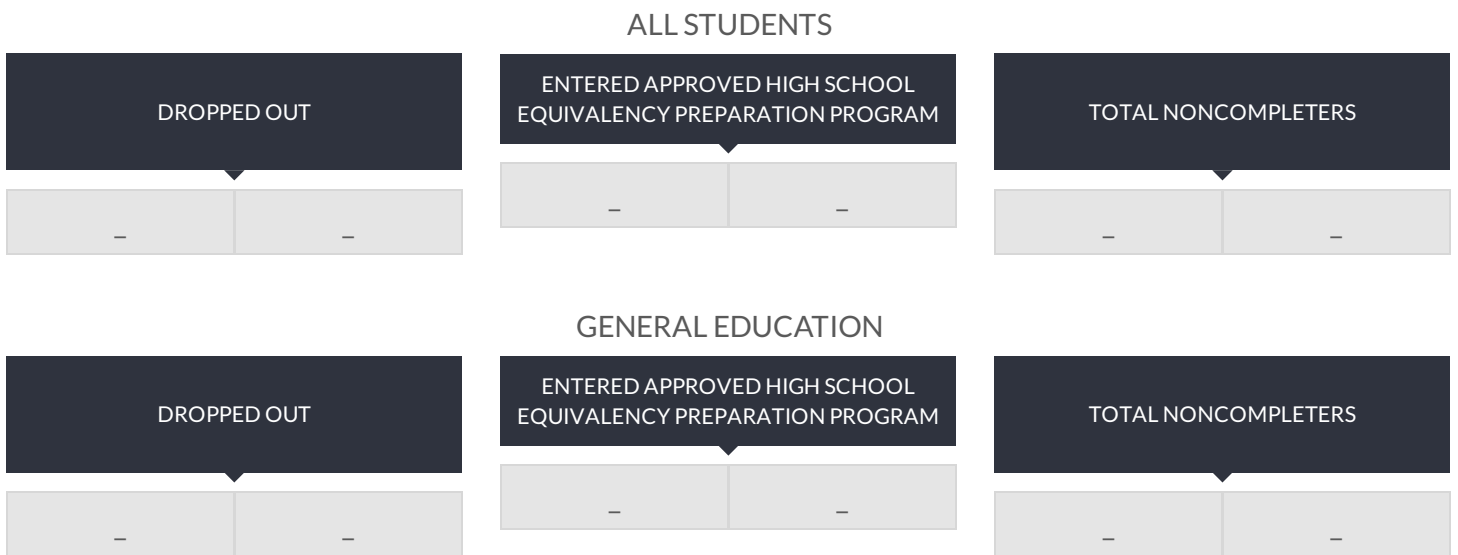 ALL STUDENTS
DROPPED OUT
ENTERED APPROVED HIGH SCHOOL
EQUIVALENCY PREPARATION PROGRAM
TOTAL NONCOMPLETERS
– –
– –
– –
GENERAL EDUCATION
DROPPED OUT
ENTERED APPROVED HIGH SCHOOL
EQUIVALENCY PREPARATION PROGRAM
TOTAL NONCOMPLETERS
– –
– –
– –